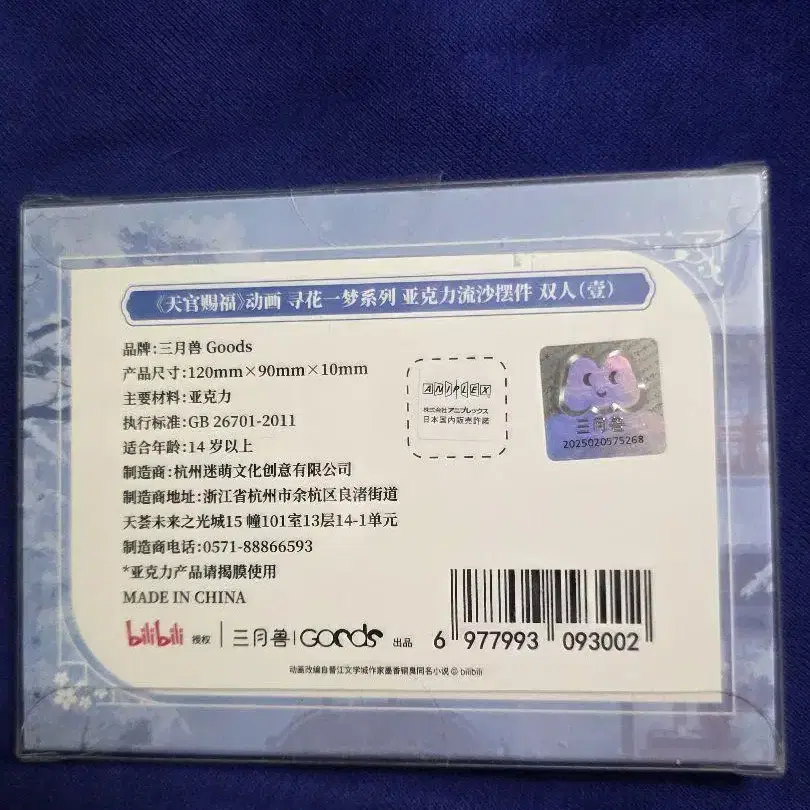 《天官赐福》动画 寻花一梦系列 亚克力流沙摆件 双人(壹)
品牌:三月兽 Goods
产品尺寸:120mm×90mm×10mm
主要材料:亚克力
执行标准:GB 26701-2011
适合年龄:14 岁以上
制造商:杭州迷萌文化创意有限公司
制造商地址:浙江省杭州市余杭区良渚街道
天荟未来之光城15 幢101室13层14-1单元
制造商电话:0571-88866593
*亚克力产品请揭膜使用
MADE IN CHINA
ANIPLEX
株式会社アニプレックス
日本国内販売許諾
三月兽
2025020575268
bilibili 授权 | 三月兽 | GOODS 出品
6 977993 093002
动画改编自晋江文学城作家墨香铜臭同名小说 © bilibili